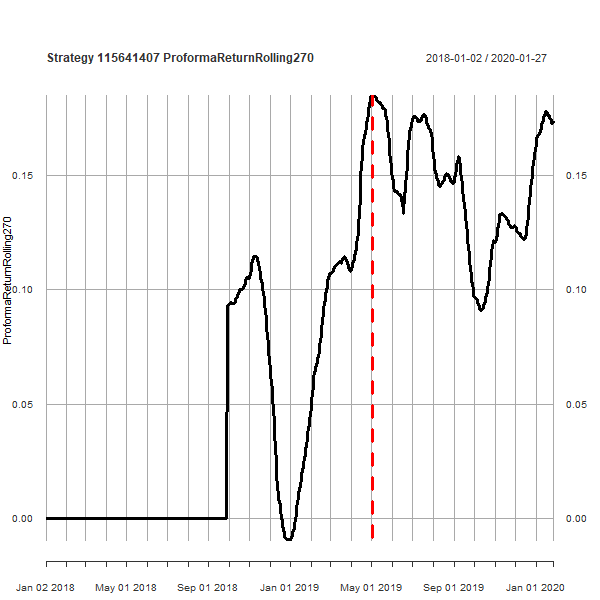 Strategy 115641407 ProformaReturnRolling270
2018-01-02 / 2020-01-27
ProformaReturnRolling270
0.15
0.15
0.10
0.10
0.05
0.05
0.00
0.00
Jan 02 2018
May 01 2018
Sep 01 2018
Jan 01 2019
May 01 2019
Sep 01 2019
Jan 01 2020